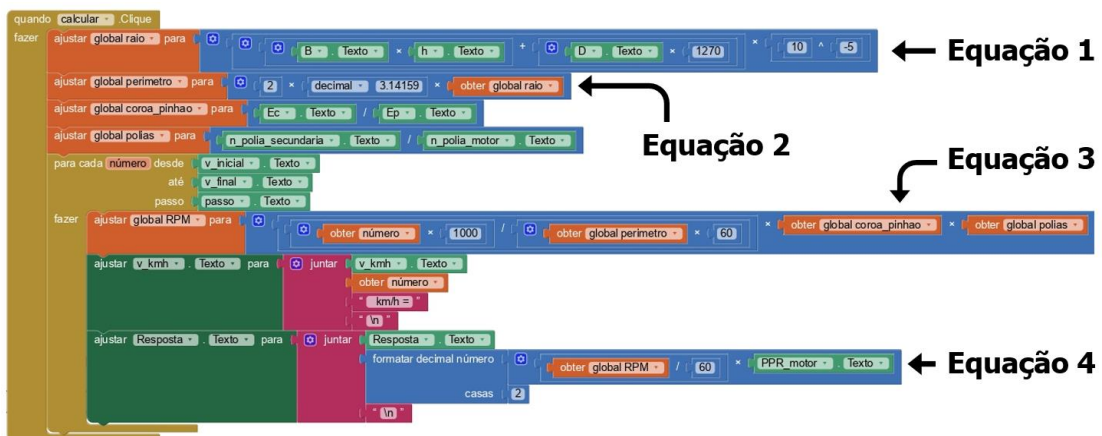 quando calcular .Clique
fazer ajustar global raio para B . Texto × h . Texto + D . Texto × 1270 × 10 ^ -5
Equação 1
ajustar global perimetro para 2 × decimal 3.14159 × obter global raio
Equação 2
ajustar global coroa_pinhao para Ec . Texto / Ep . Texto
ajustar global polias para n_polia_secundaria . Texto / n_polia_motor . Texto
para cada número desde v_inicial . Texto
até v_final . Texto
passo passo . Texto
Equação 3
fazer ajustar global RPM para obter número × 1000 / obter global perimetro × 60 × obter global coroa_pinhao × obter global polias
ajustar v_kmh . Texto para juntar v_kmh . Texto
obter número
" km/h = "
" \n "
ajustar Resposta . Texto para juntar Resposta . Texto
formatar decimal número obter global RPM / 60 × PPR_motor . Texto
Equação 4
casas 2
" \n "